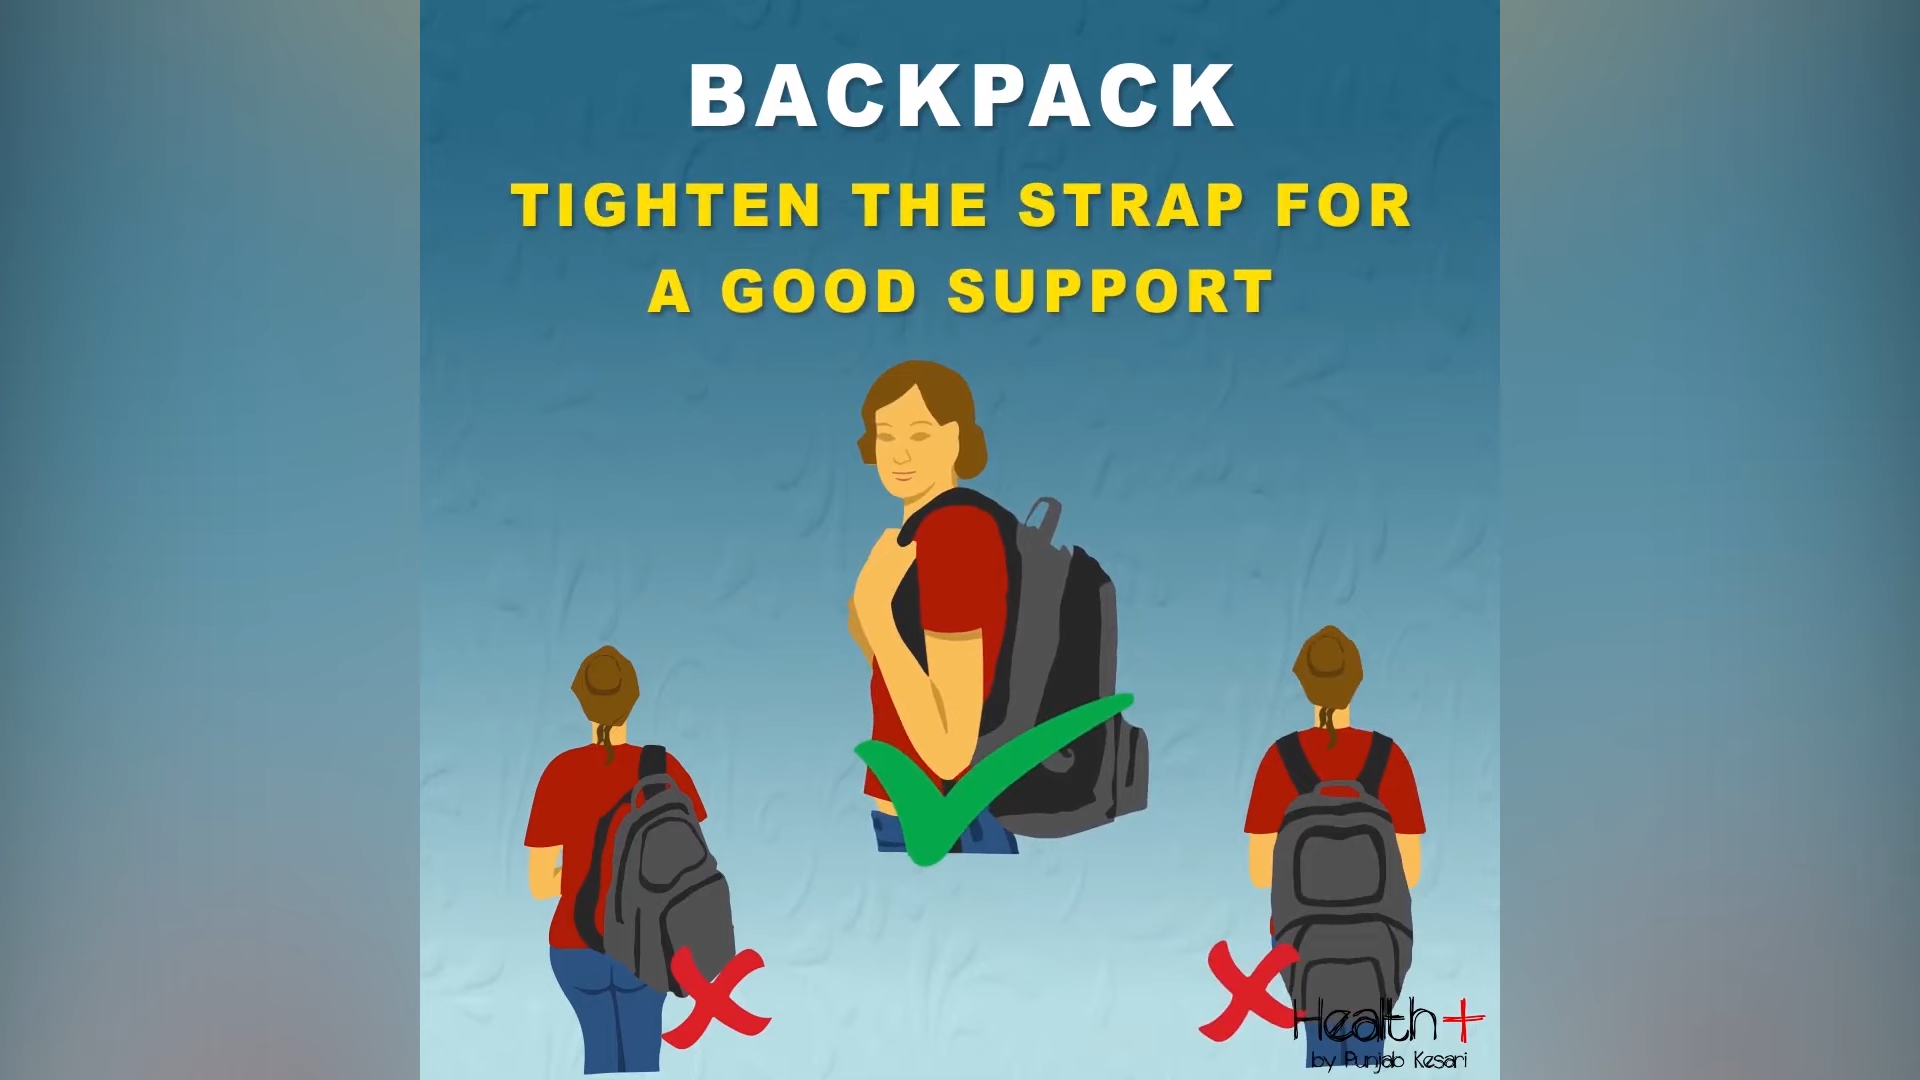 BACKPACK
TIGHTEN THE STRAP FOR
A GOOD SUPPORT
Health+
by Punjab Kesari